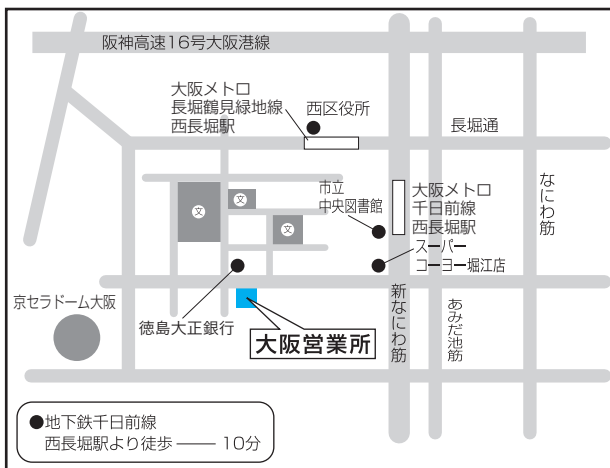 阪神高速16号大阪港線
大阪メトロ
長堀鶴見緑地線
西長堀駅
西区役所
長堀通
なにわ筋
市立
中央図書館
大阪メトロ
千日前線
西長堀駅
スーパー
コーヨー堀江店
文
文
文
京セラドーム大阪
徳島大正銀行
大阪営業所
新なにわ筋
あみだ池筋
●地下鉄千日前線
西長堀駅より徒歩 —— 10分